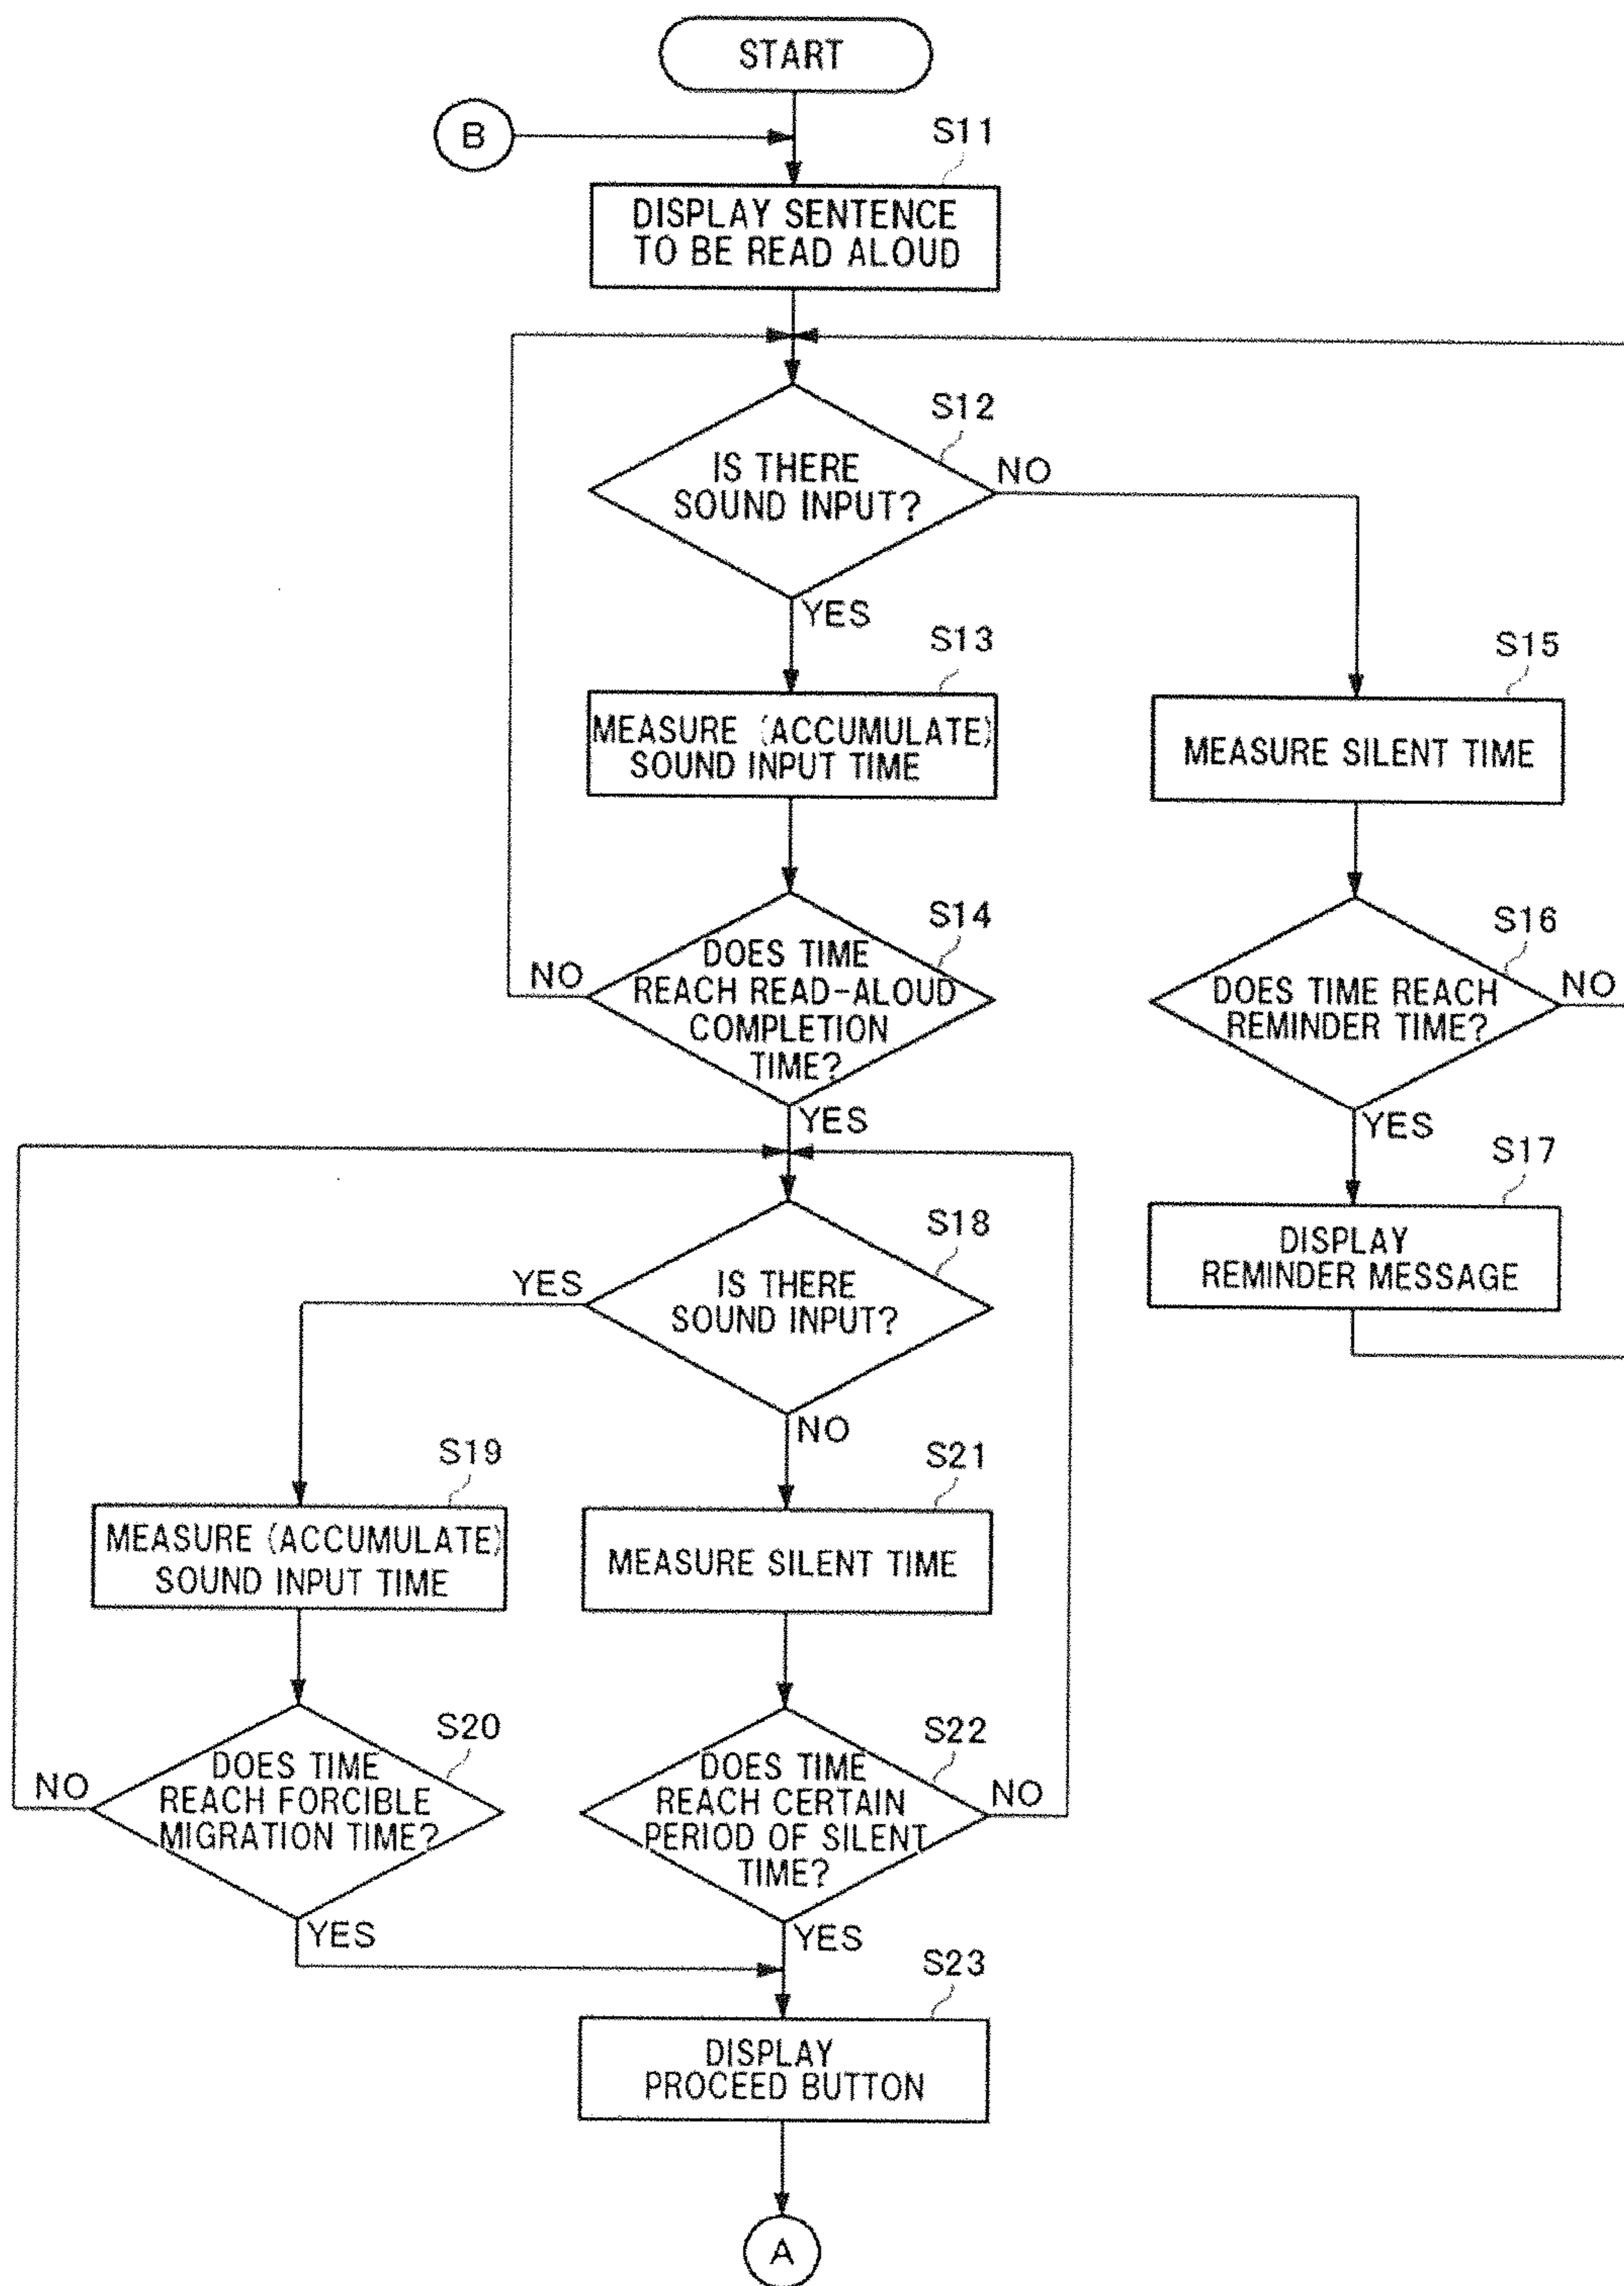 START
B
S11
DISPLAY SENTENCE
TO BE READ ALOUD
S12
IS THERE
SOUND INPUT?
NO
YES
S13
MEASURE (ACCUMULATE)
SOUND INPUT TIME
S15
MEASURE SILENT TIME
S14
DOES TIME
REACH READ-ALOUD
COMPLETION
TIME?
NO
YES
S16
DOES TIME REACH
REMINDER TIME?
NO
YES
S17
DISPLAY
REMINDER MESSAGE
S18
IS THERE
SOUND INPUT?
YES
NO
S19
MEASURE (ACCUMULATE)
SOUND INPUT TIME
S21
MEASURE SILENT TIME
S20
DOES TIME
REACH FORCIBLE
MIGRATION TIME?
NO
YES
S22
DOES TIME
REACH CERTAIN
PERIOD OF SILENT
TIME?
NO
YES
S23
DISPLAY
PROCEED BUTTON
A